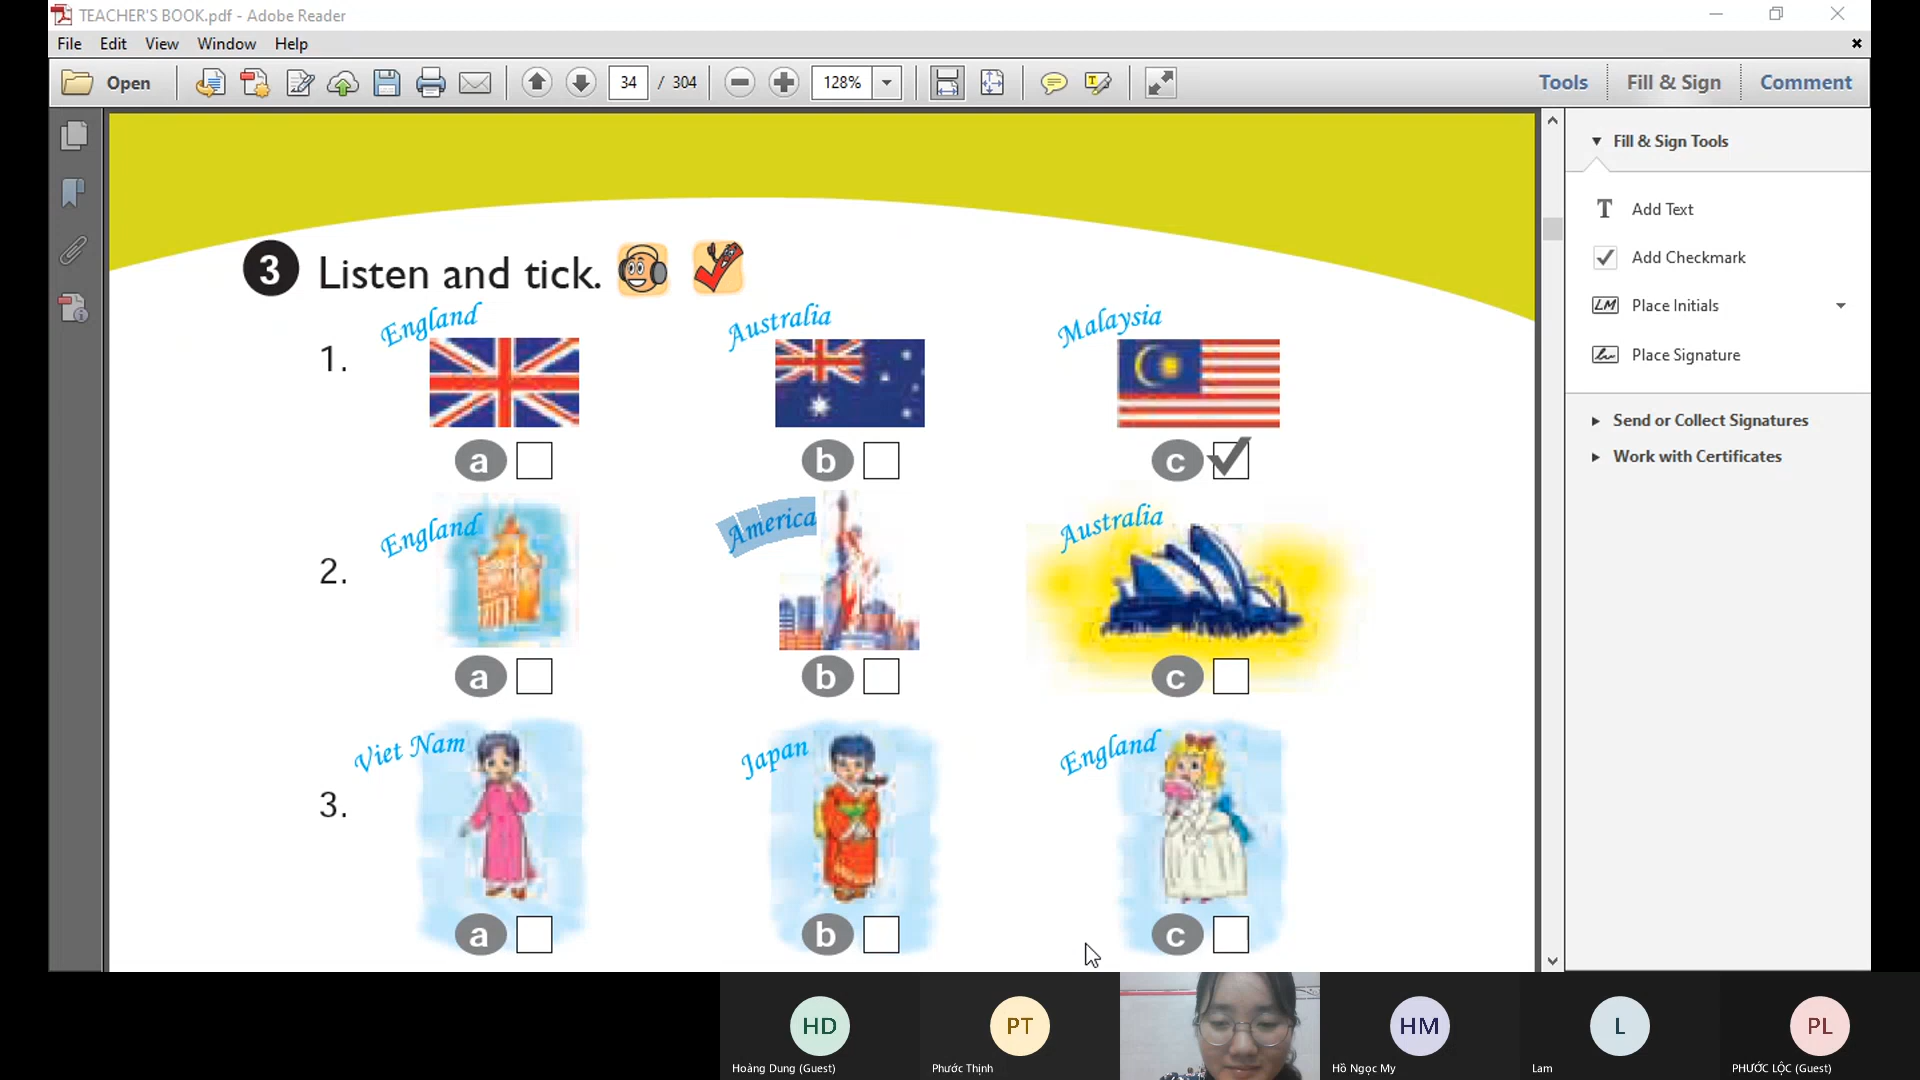 TEACHER'S BOOK.pdf - Adobe Reader
File Edit View Window Help
Open 34 / 304 128% Tools Fill & Sign Comment
Fill & Sign Tools
Add Text
Add Checkmark
LM Place Initials
Place Signature
Send or Collect Signatures
Work with Certificates
3 Listen and tick.
England Australia Malaysia
1.
a b c
England America Australia
2.
a b c
Viet Nam Japan England
3.
a b c
HD PT HM L PL
Hoàng Dung (Guest) Phước Thịnh Hồ Ngọc My Lam PHƯỚC LỘC (Guest)